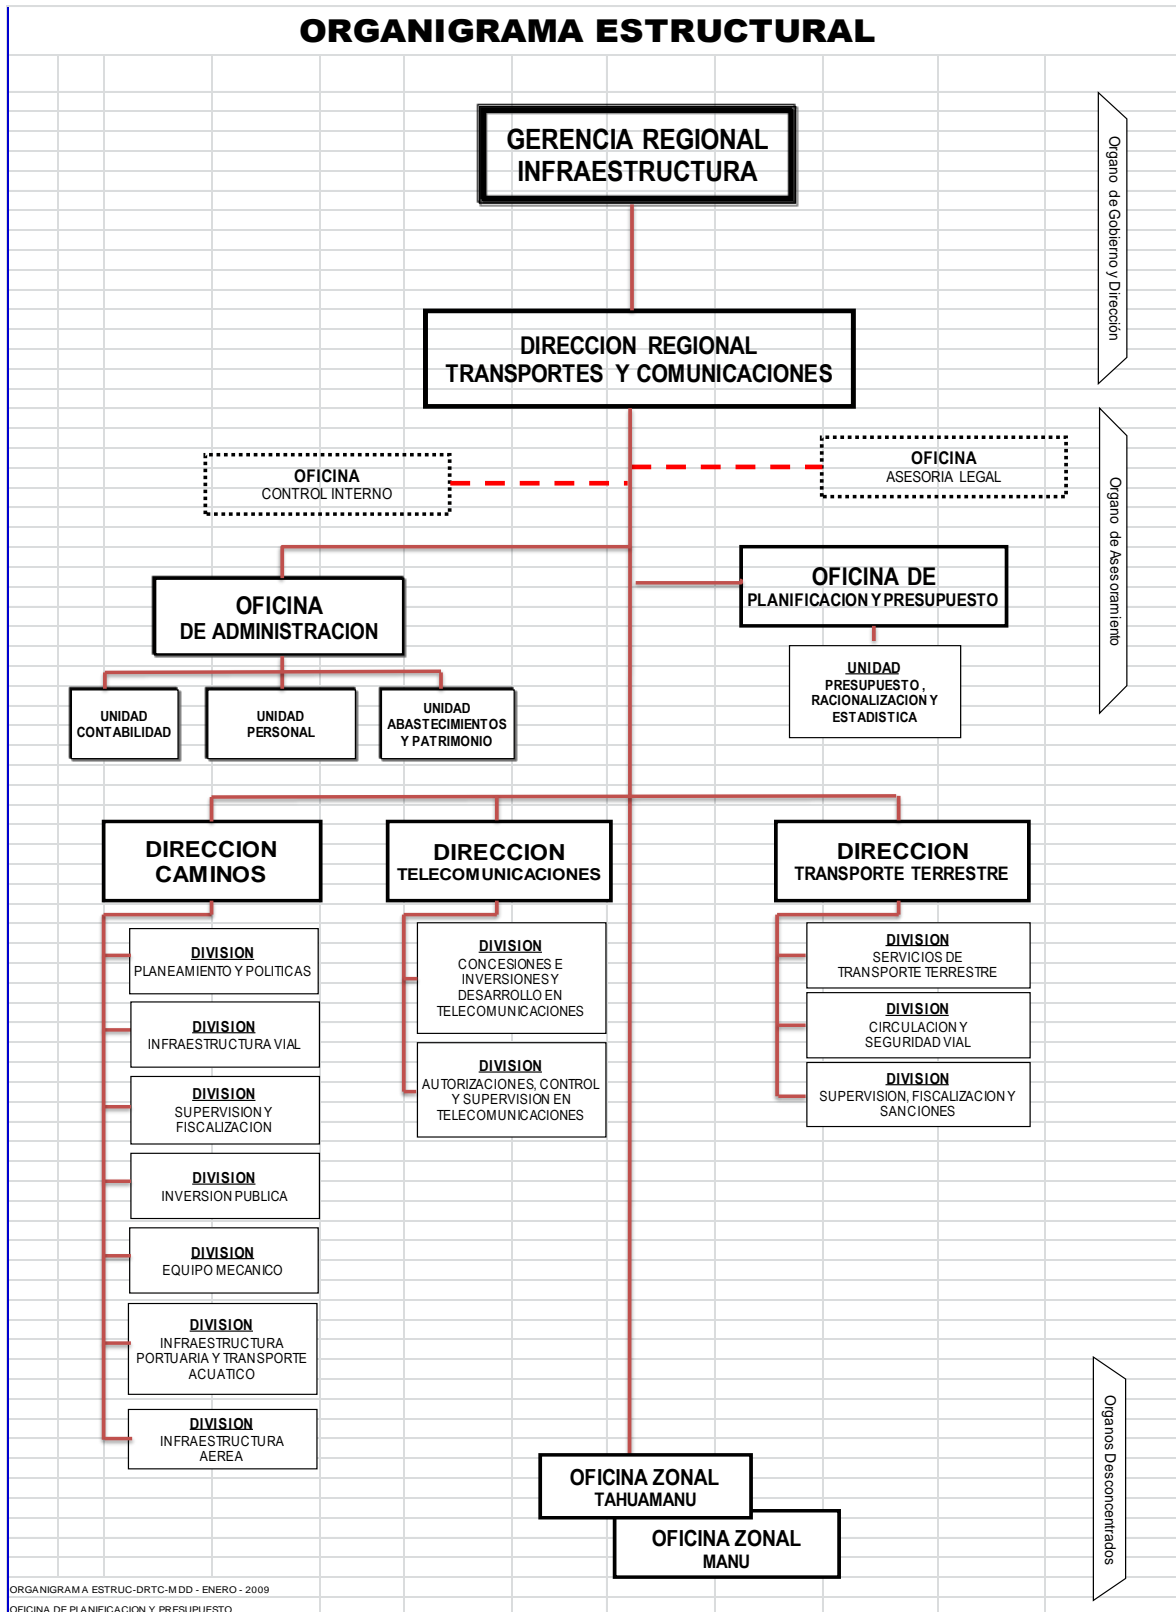 ORGANIGRAMA ESTRUCTURAL
GERENCIA REGIONAL
INFRAESTRUCTURA
Organo de Gobierno y Dirección
DIRECCION REGIONAL
TRANSPORTES Y COMUNICACIONES
OFICINA
CONTROL INTERNO
OFICINA
ASESORIA LEGAL
Organo de Asesoramiento
OFICINA
DE ADMINISTRACION
OFICINA DE
PLANIFICACION Y PRESUPUESTO
UNIDAD
PRESUPUESTO ,
RACIONALIZACION Y
ESTADISTICA
UNIDAD
CONTABILIDAD
UNIDAD
PERSONAL
UNIDAD
ABASTECIMIENTOS
Y PATRIMONIO
DIRECCION
CAMINOS
DIRECCION
TELECOMUNICACIONES
DIRECCION
TRANSPORTE TERRESTRE
DIVISION
PLANEAMIENTO Y POLITICAS
DIVISION
INFRAESTRUCTURA VIAL
DIVISION
SUPERVISION Y
FISCALIZACION
DIVISION
INVERSION PUBLICA
DIVISION
EQUIPO MECANICO
DIVISION
INFRAESTRUCTURA
PORTUARIA Y TRANSPORTE
ACUATICO
DIVISION
INFRAESTRUCTURA
AEREA
DIVISION
CONCESIONES E
INVERSIONES Y
DESARROLLO EN
TELECOMUNICACIONES
DIVISION
AUTORIZACIONES, CONTROL
Y SUPERVISION EN
TELECOMUNICACIONES
DIVISION
SERVICIOS DE
TRANSPORTE TERRESTRE
DIVISION
CIRCULACION Y
SEGURIDAD VIAL
DIVISION
SUPERVISION, FISCALIZACION Y
SANCIONES
Organos Desconcentrados
OFICINA ZONAL
TAHUAMANU
OFICINA ZONAL
MANU
ORGANIGRAMA ESTRUC-DRTC-MDD - ENERO - 2009
OFICINA DE PLANIFICACION Y PRESUPUESTO